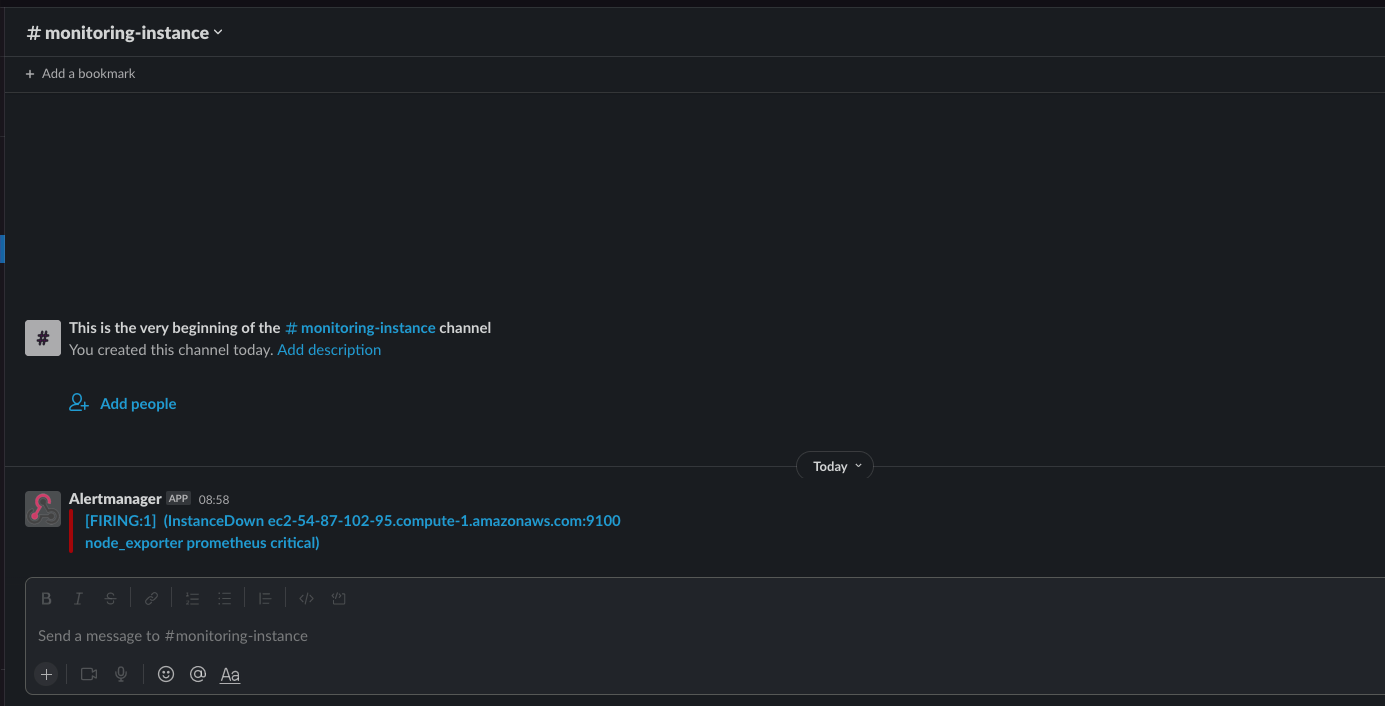 # monitoring-instance
+ Add a bookmark
# This is the very beginning of the # monitoring-instance channel
You created this channel today. Add description
Add people
Today
Alertmanager APP 08:58
[FIRING:1] (InstanceDown ec2-54-87-102-95.compute-1.amazonaws.com:9100
node_exporter prometheus critical)
B I S </>
Send a message to #monitoring-instance
+ @ Aa